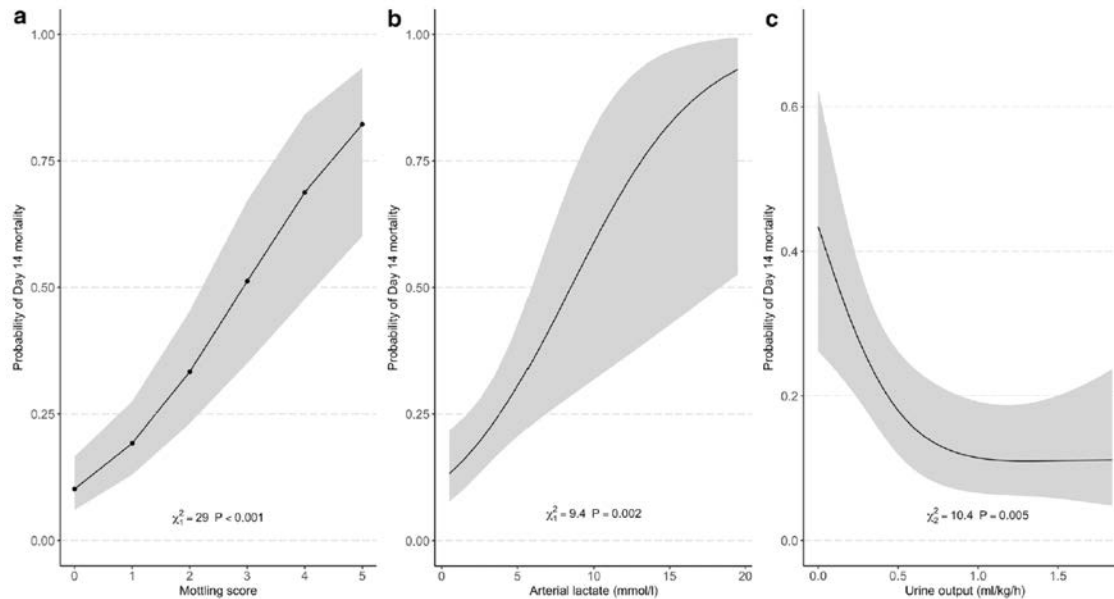 a
Probability of Day 14 mortality
1.00
0.75
0.50
0.25
0.00
χ²₁ = 29 P < 0.001
0 1 2 3 4 5
Mottling score
b
Probability of Day 14 mortality
1.00
0.75
0.50
0.25
0.00
χ²₁ = 9.4 P = 0.002
0 5 10 15 20
Arterial lactate (mmol/l)
c
Probability of Day 14 mortality
0.6
0.4
0.2
0.0
χ²₂ = 10.4 P = 0.005
0.0 0.5 1.0 1.5
Urine output (ml/kg/h)